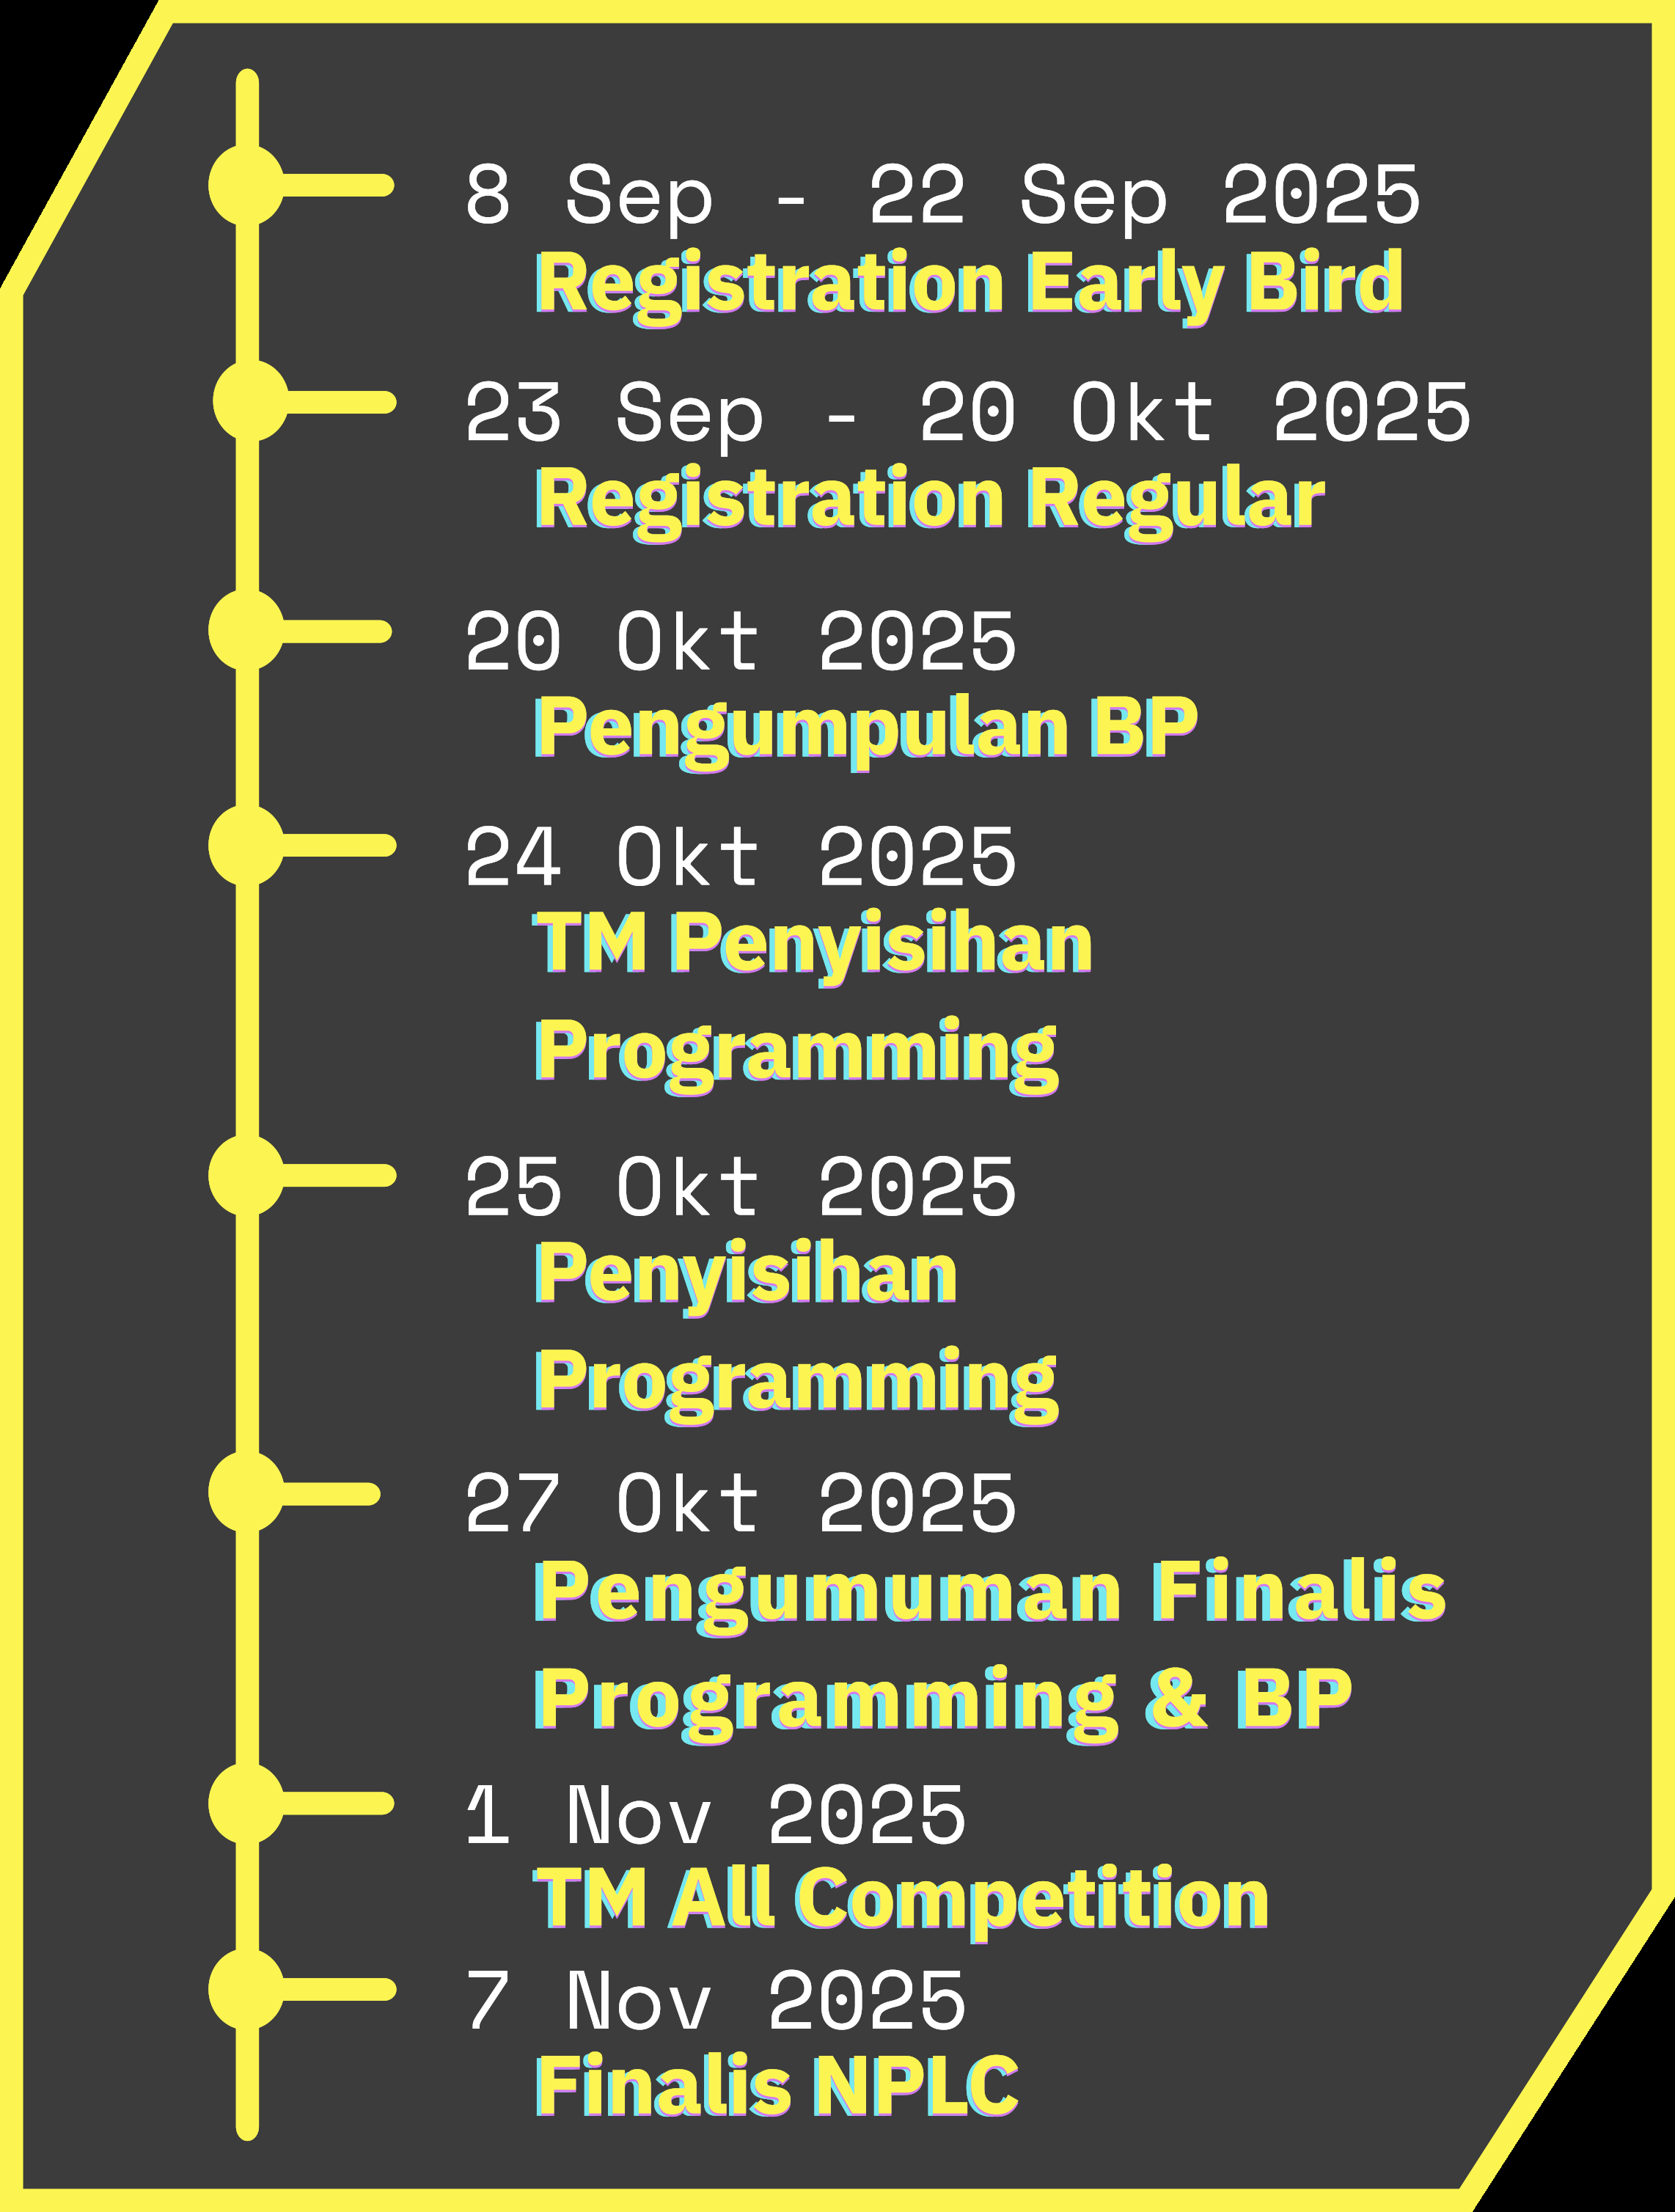 8 Sep - 22 Sep 2025
Registration Early Bird
23 Sep - 20 Okt 2025
Registration Regular
20 Okt 2025
Pengumpulan BP
24 Okt 2025
TM Penyisihan
Programming
25 Okt 2025
Penyisihan
Programming
27 Okt 2025
Pengumuman Finalis
Programming & BP
1 Nov 2025
TM All Competition
7 Nov 2025
Finalis NPLC